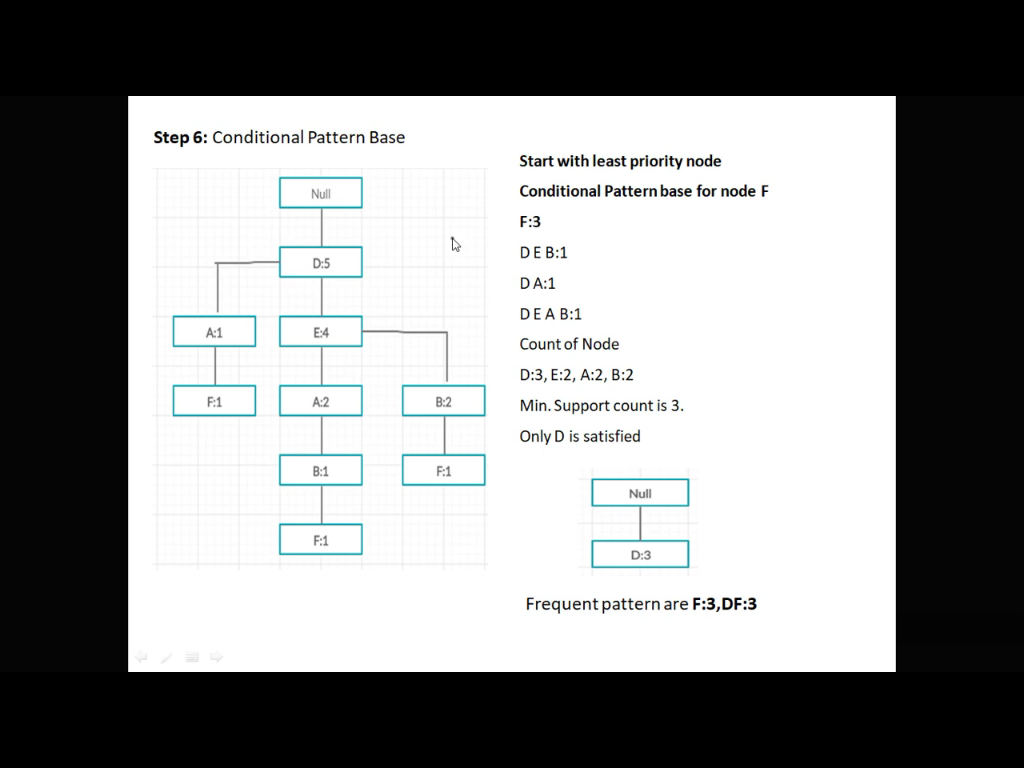 Step 6: Conditional Pattern Base
Null
D:5
A:1
E:4
F:1
A:2
B:2
B:1
F:1
F:1
Start with least priority node
Conditional Pattern base for node F
F:3
D E B:1
D A:1
D E A B:1
Count of Node
D:3, E:2, A:2, B:2
Min. Support count is 3.
Only D is satisfied
Null
D:3
Frequent pattern are F:3,DF:3